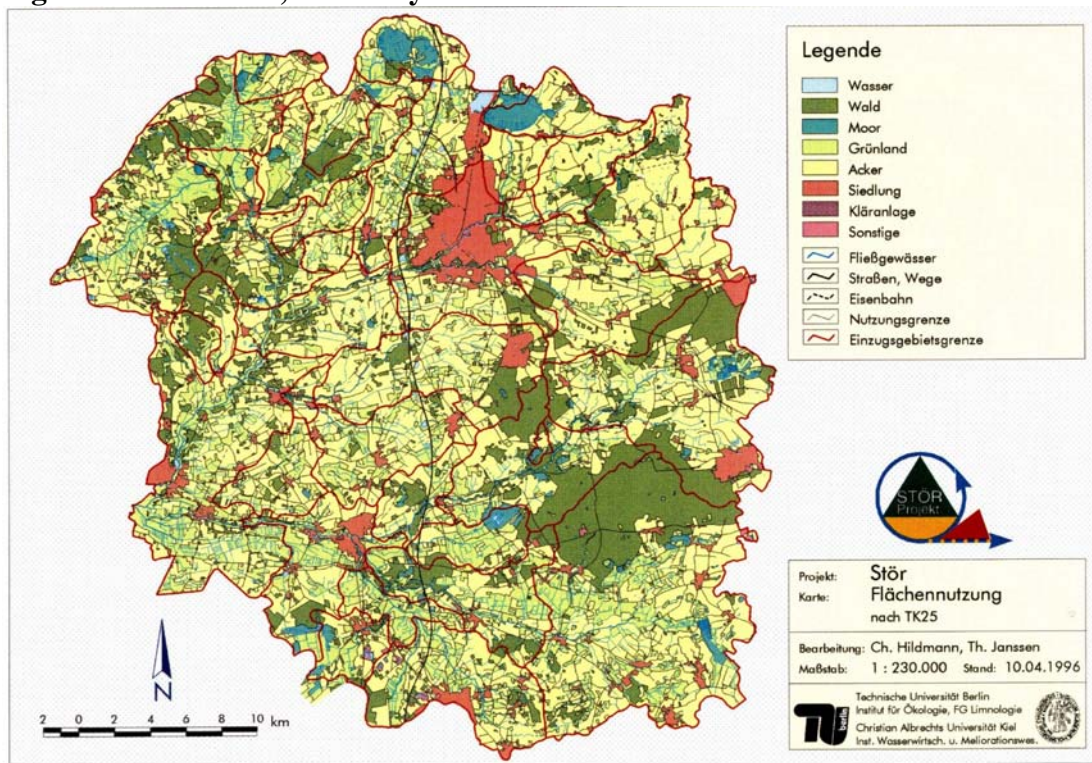 Legende
Wasser
Wald
Moor
Grünland
Acker
Siedlung
Kläranlage
Sonstige
Fließgewässer
Straßen, Wege
Eisenbahn
Nutzungsgrenze
Einzugsgebietsgrenze
STÖR
Projekt
Projekt: Stör
Karte: Flächennutzung
nach TK25
Bearbeitung: Ch. Hildmann, Th. Janssen
Maßstab: 1 : 230.000 Stand: 10.04.1996
TU berlin
Technische Universität Berlin
Institut für Ökologie, FG Limnologie
Christian Albrechts Universität Kiel
Inst. Wasserwirtsch. u. Meliorationswes.
N
2 0 2 4 6 8 10 km